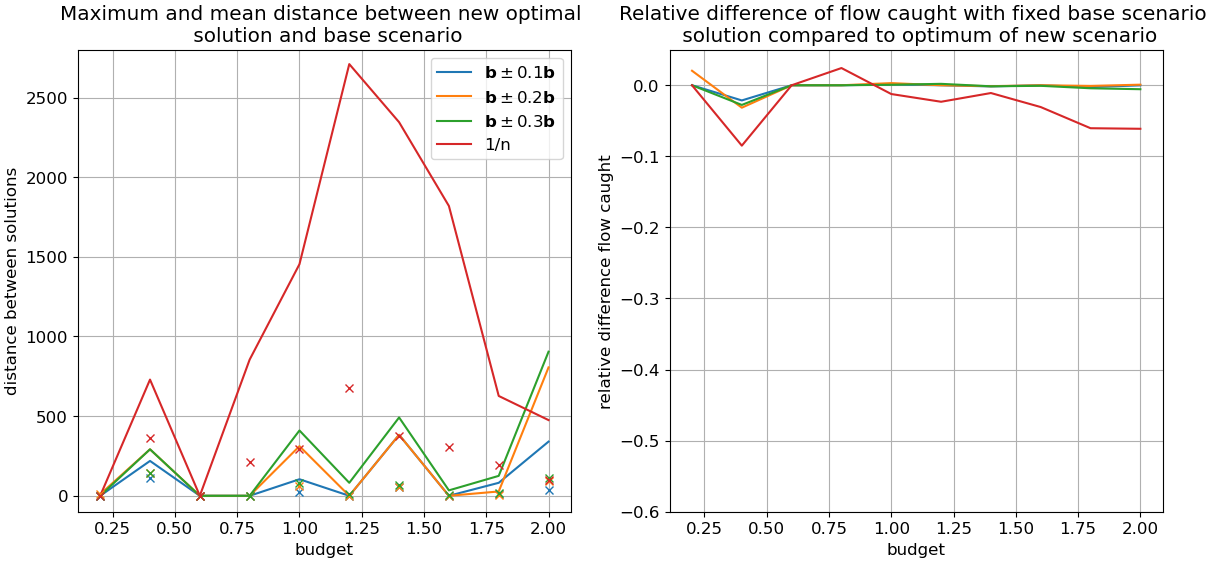 Maximum and mean distance between new optimal
solution and base scenario
distance between solutions
2500
2000
1500
1000
500
0
0.25 0.50 0.75 1.00 1.25 1.50 1.75 2.00
budget
b ± 0.1b
b ± 0.2b
b ± 0.3b
1/n
Relative difference of flow caught with fixed base scenario
solution compared to optimum of new scenario
relative difference flow caught
0.0
−0.1
−0.2
−0.3
−0.4
−0.5
−0.6
0.25 0.50 0.75 1.00 1.25 1.50 1.75 2.00
budget